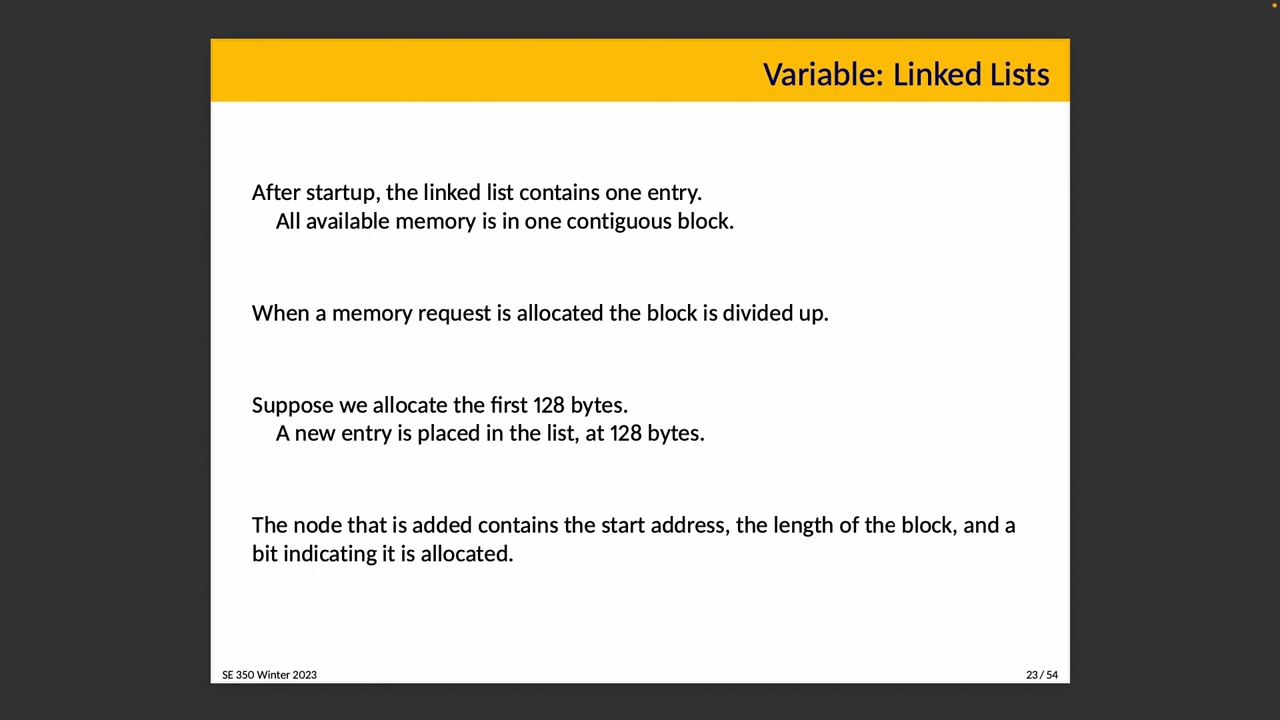 Variable: Linked Lists
After startup, the linked list contains one entry.
All available memory is in one contiguous block.
When a memory request is allocated the block is divided up.
Suppose we allocate the first 128 bytes.
A new entry is placed in the list, at 128 bytes.
The node that is added contains the start address, the length of the block, and a
bit indicating it is allocated.
SE 350 Winter 2023
23 / 54